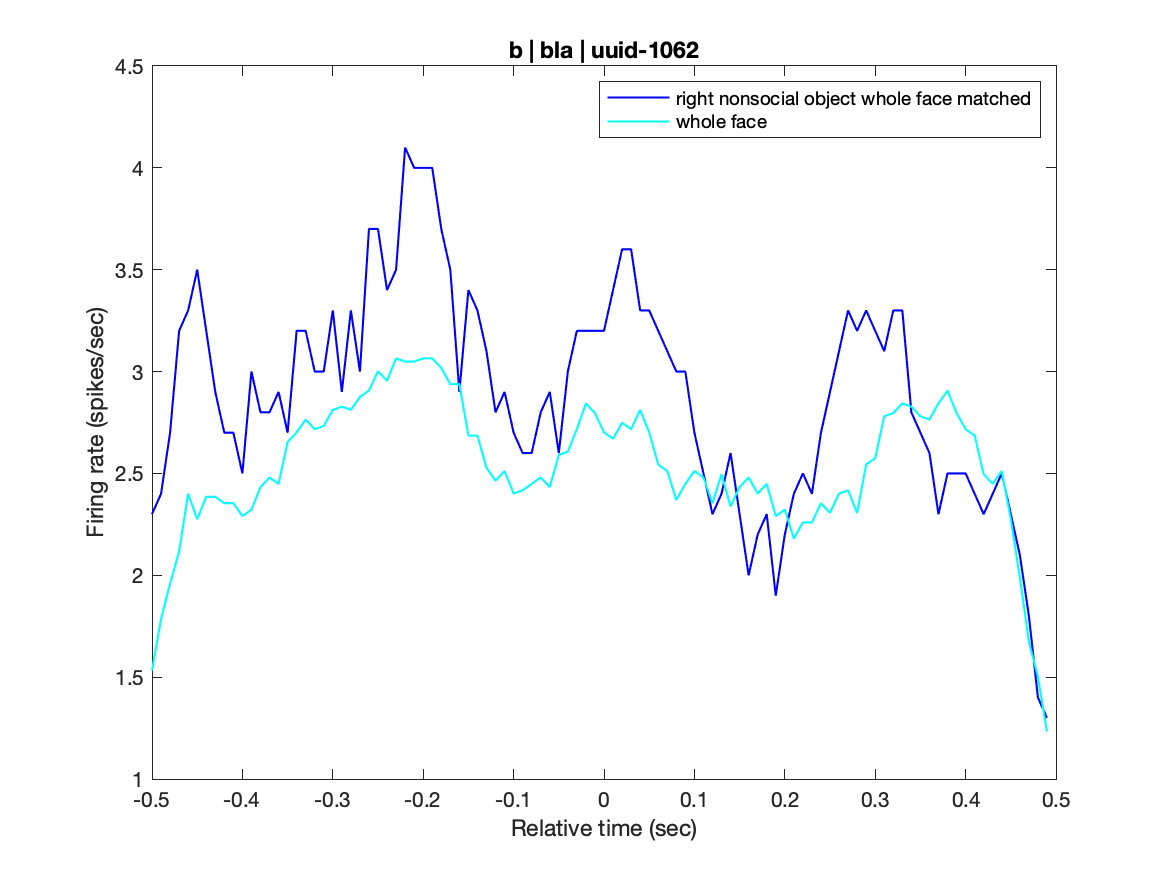 b | bla | uuid-1062
right nonsocial object whole face matched
whole face
Firing rate (spikes/sec)
4.5
4
3.5
3
2.5
2
1.5
1
-0.5 -0.4 -0.3 -0.2 -0.1 0 0.1 0.2 0.3 0.4 0.5
Relative time (sec)